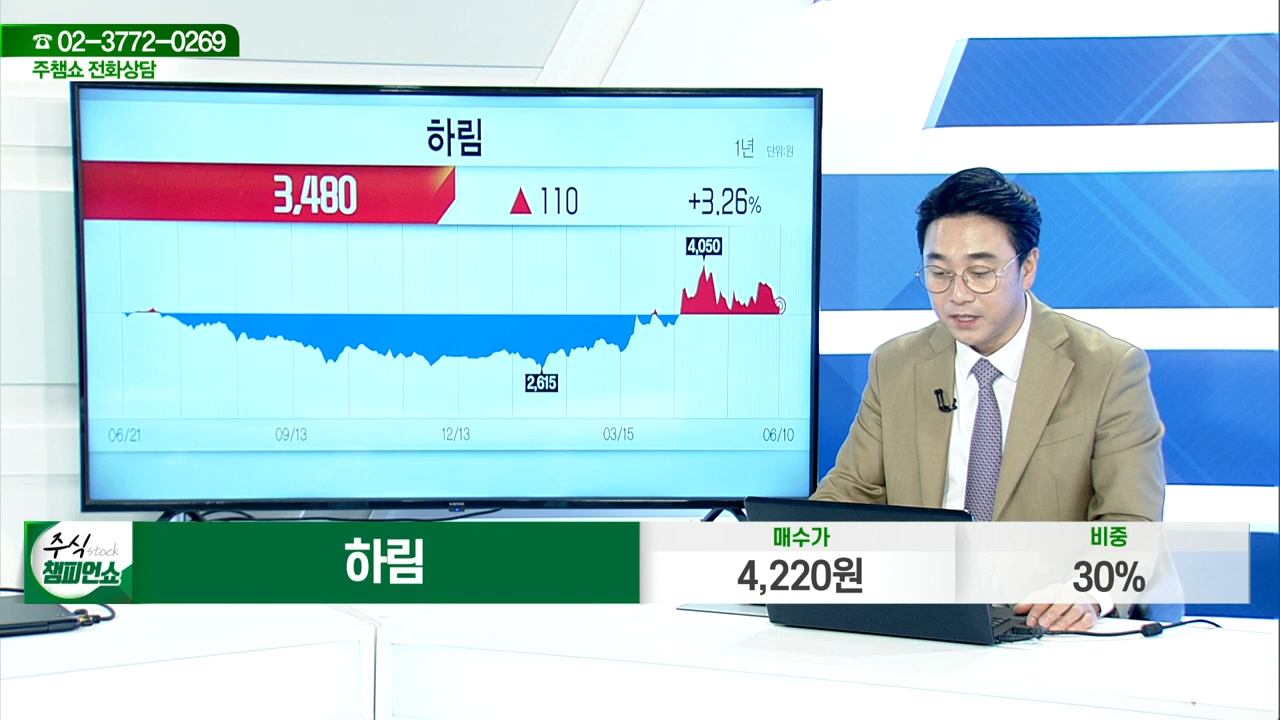 ☎ 02-3772-0269
주챔쇼 전화상담
하림
1년 단위:원
3,480 ▲110 +3.26%
4,050
2,615
06/21 09/13 12/13 03/15 06/10
주식 stock
챔피언쇼
하림
매수가
4,220원
비중
30%